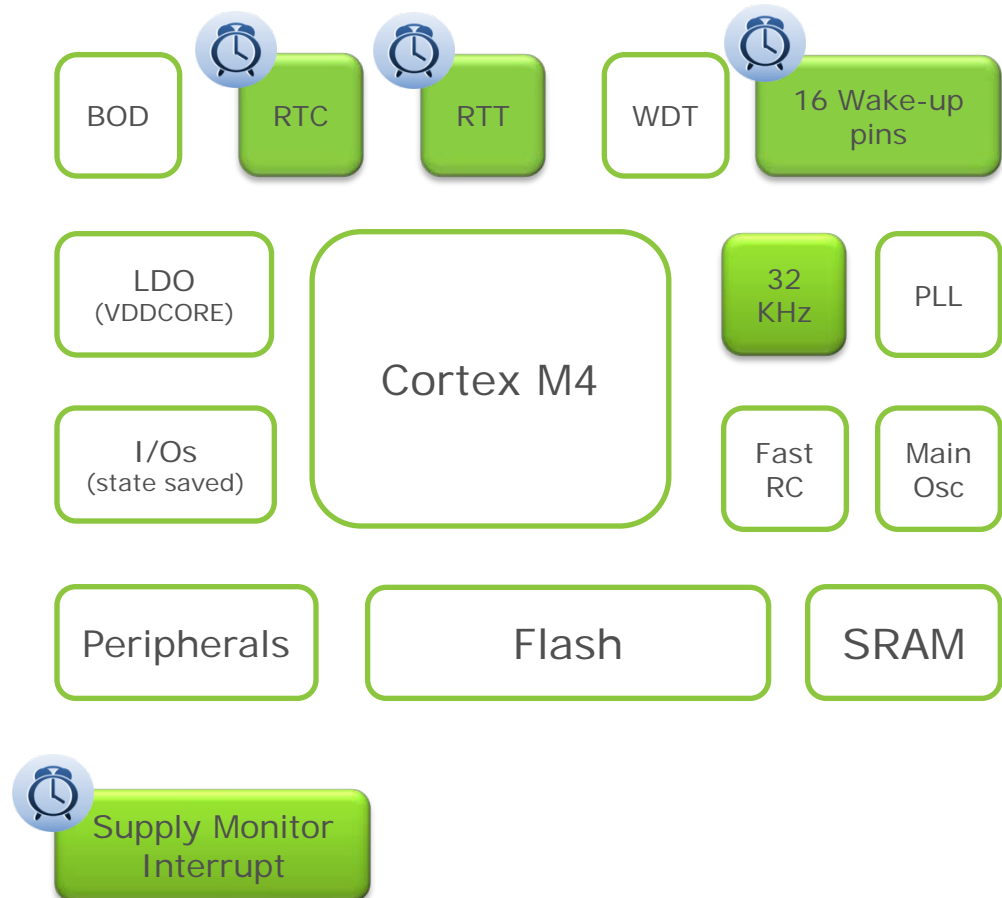 BOD
RTC
RTT
WDT
16 Wake-up
pins
LDO
(VDDCORE)
Cortex M4
32
KHz
PLL
I/Os
(state saved)
Fast
RC
Main
Osc
Peripherals
Flash
SRAM
Supply Monitor
Interrupt